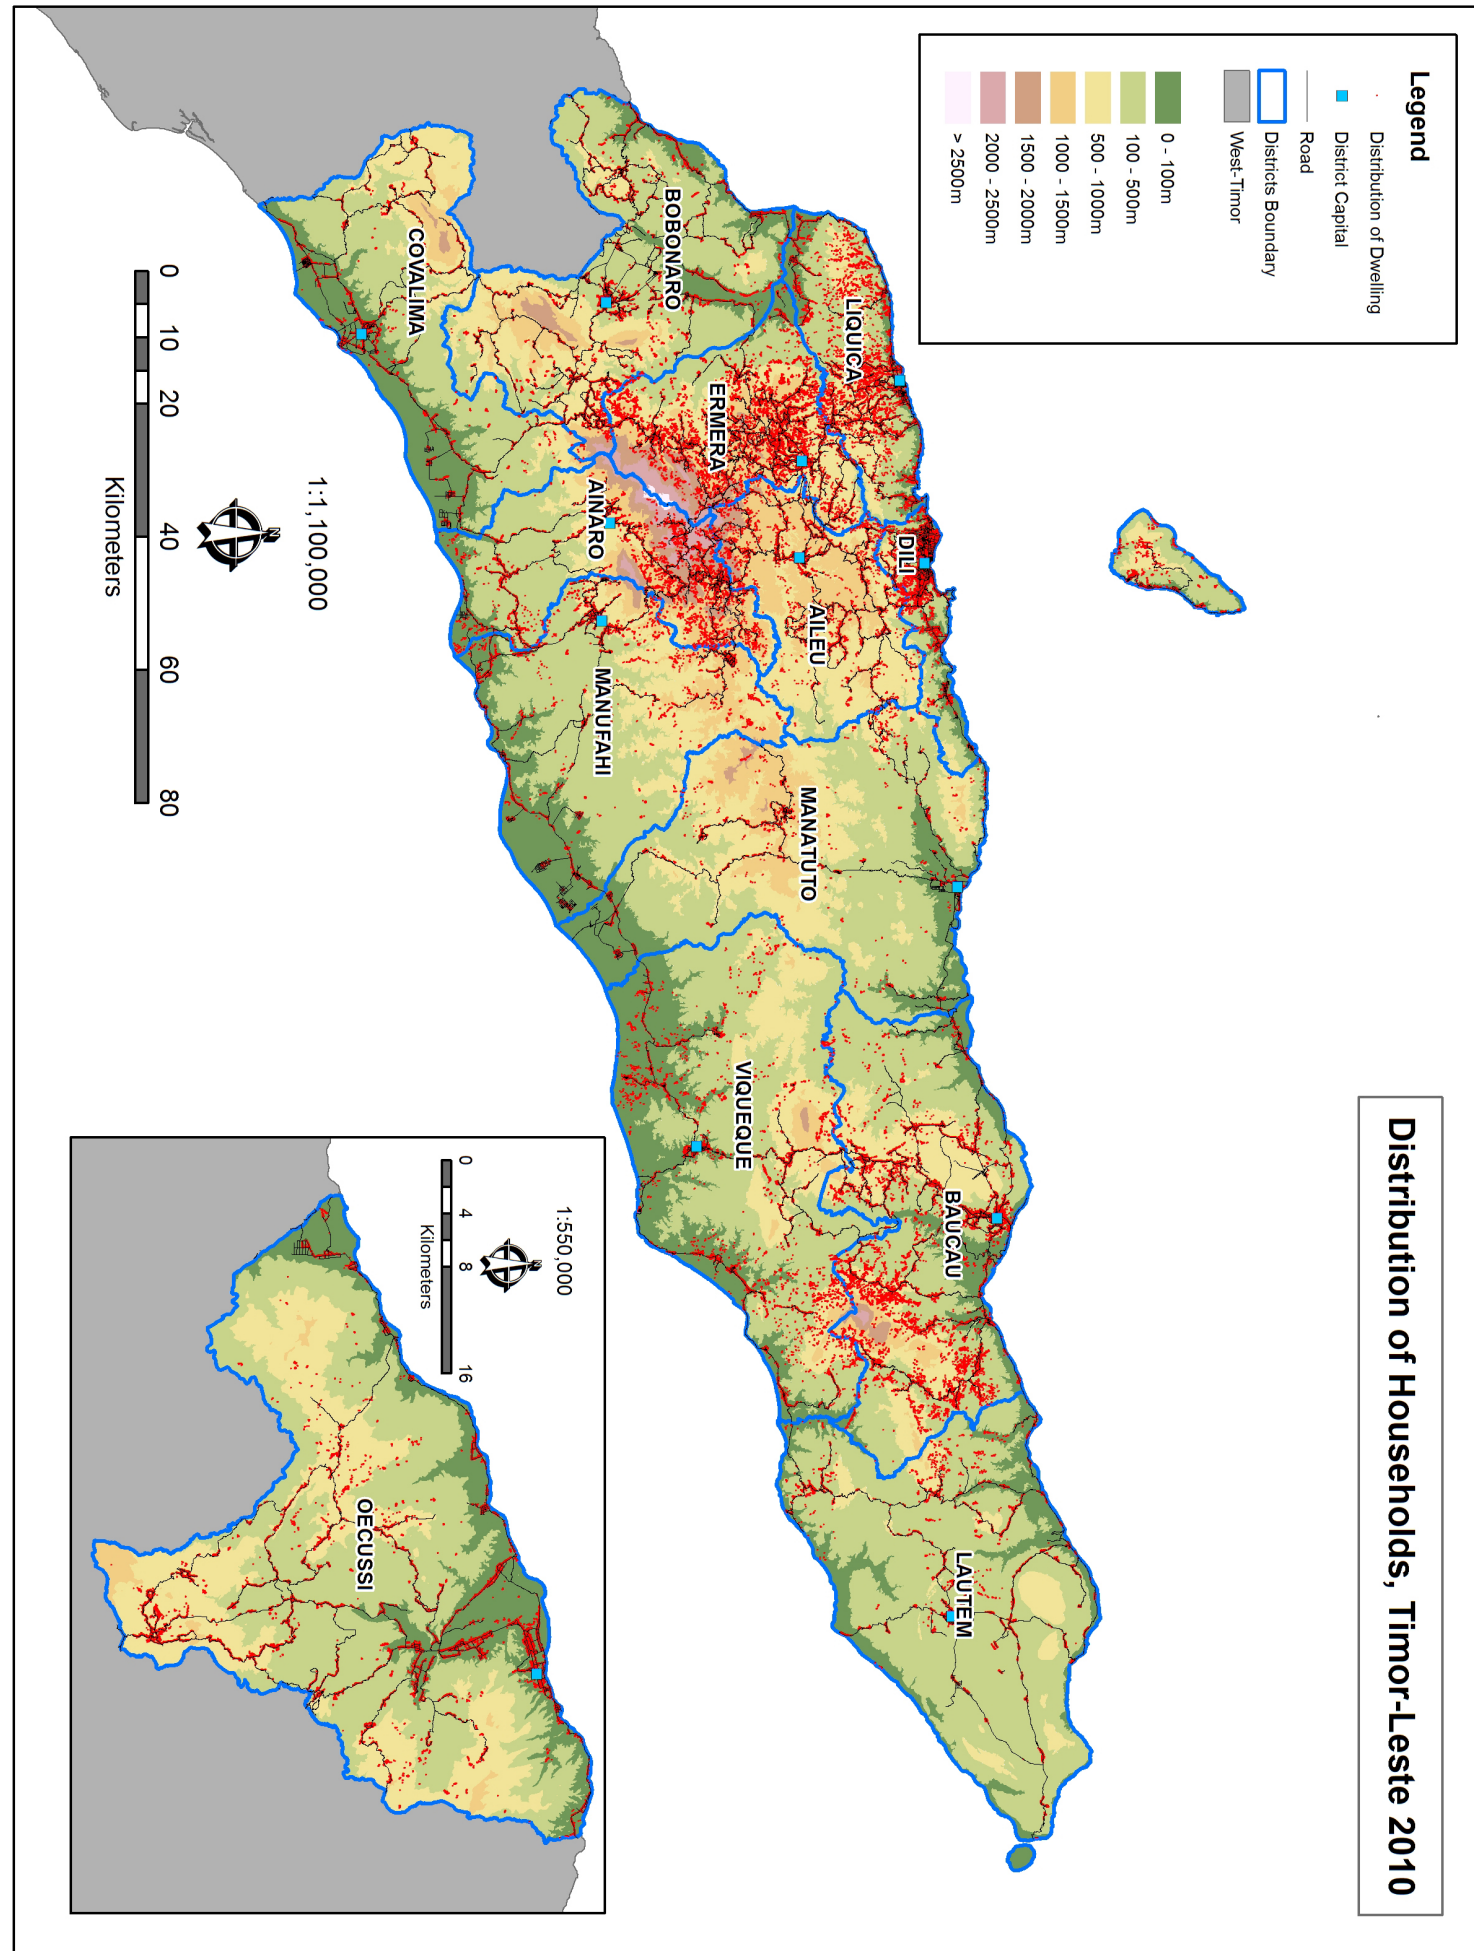 Distribution of Households, Timor-Leste 2010
Legend
Distribution of Dwelling
District Capital
Road
Districts Boundary
West-Timor
0 - 100m
100 - 500m
500 - 1000m
1000 - 1500m
1500 - 2000m
2000 - 2500m
> 2500m
LIQUICA
DILI
BOBONARO
ERMERA
AILEU
MANATUTO
BAUCAU
LAUTEM
COVALIMA
AINARO
MANUFAHI
VIQUEQUE
1:1,100,000
N
0 10 20 40 60 80
Kilometers
1:550,000
N
0 4 8 16
Kilometers
OECUSSI